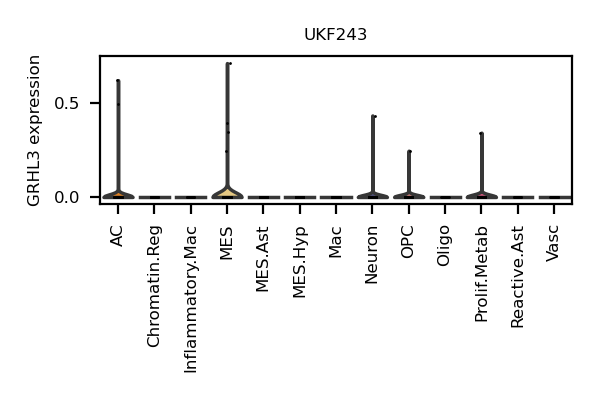 UKF243
GRHL3 expression
0.5
0.0
AC
Chromatin.Reg
Inflammatory.Mac
MES
MES.Ast
MES.Hyp
Mac
Neuron
OPC
Oligo
Prolif.Metab
Reactive.Ast
Vasc